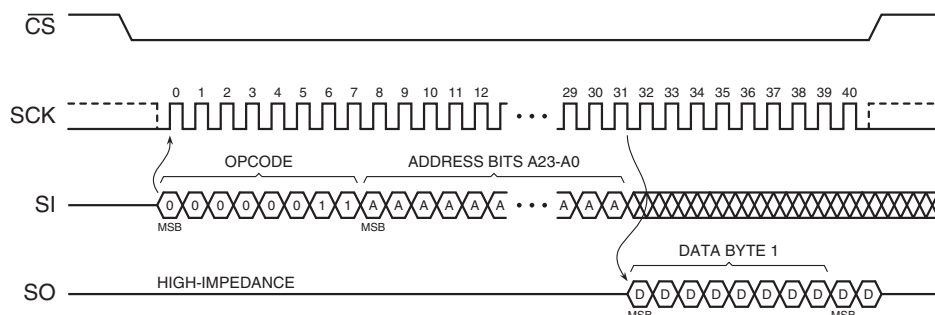 CS
SCK 0 1 2 3 4 5 6 7 8 9 10 11 12 • • • 29 30 31 32 33 34 35 36 37 38 39 40
OPCODE ADDRESS BITS A23-A0
SI 0 0 0 0 0 0 1 1 A A A A A A • • • A A A
MSB MSB
DATA BYTE 1
SO HIGH-IMPEDANCE D D D D D D D D D D
MSB MSB